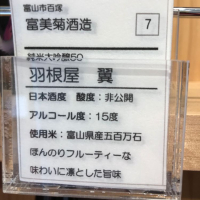 富山市百塚
富美菊酒造
7
純米大吟醸50
羽根屋 翼
日本酒度 酸度：非公開
アルコール度：15度
使用米：富山県産五百万石
ほんのりフルーティーな
味わいに凛とした旨味